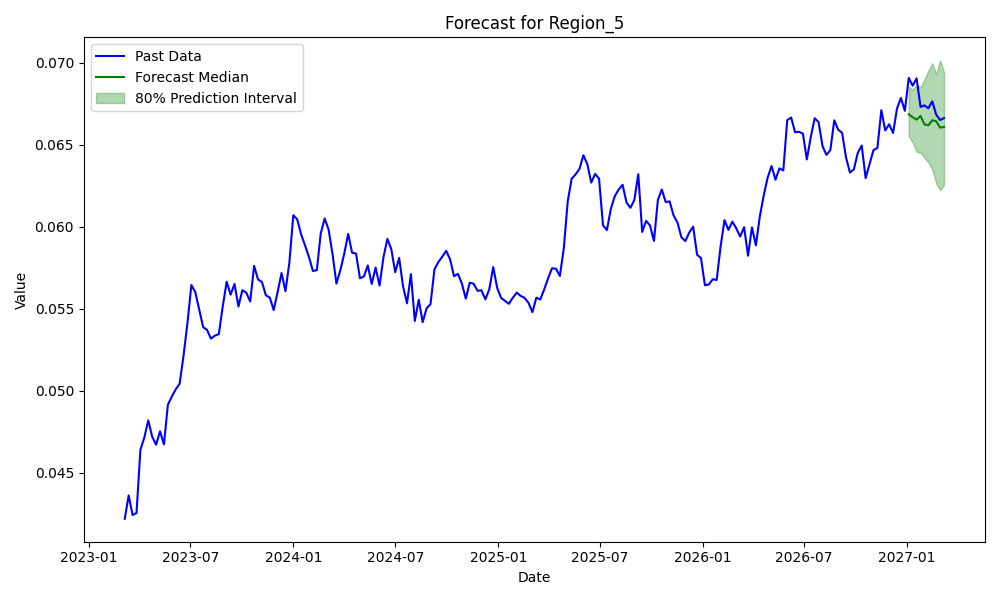 Forecast for Region_5
Past Data
Forecast Median
80% Prediction Interval
0.070
0.065
0.060
0.055
0.050
0.045
Value
2023-01
2023-07
2024-01
2024-07
2025-01
2025-07
2026-01
2026-07
2027-01
Date